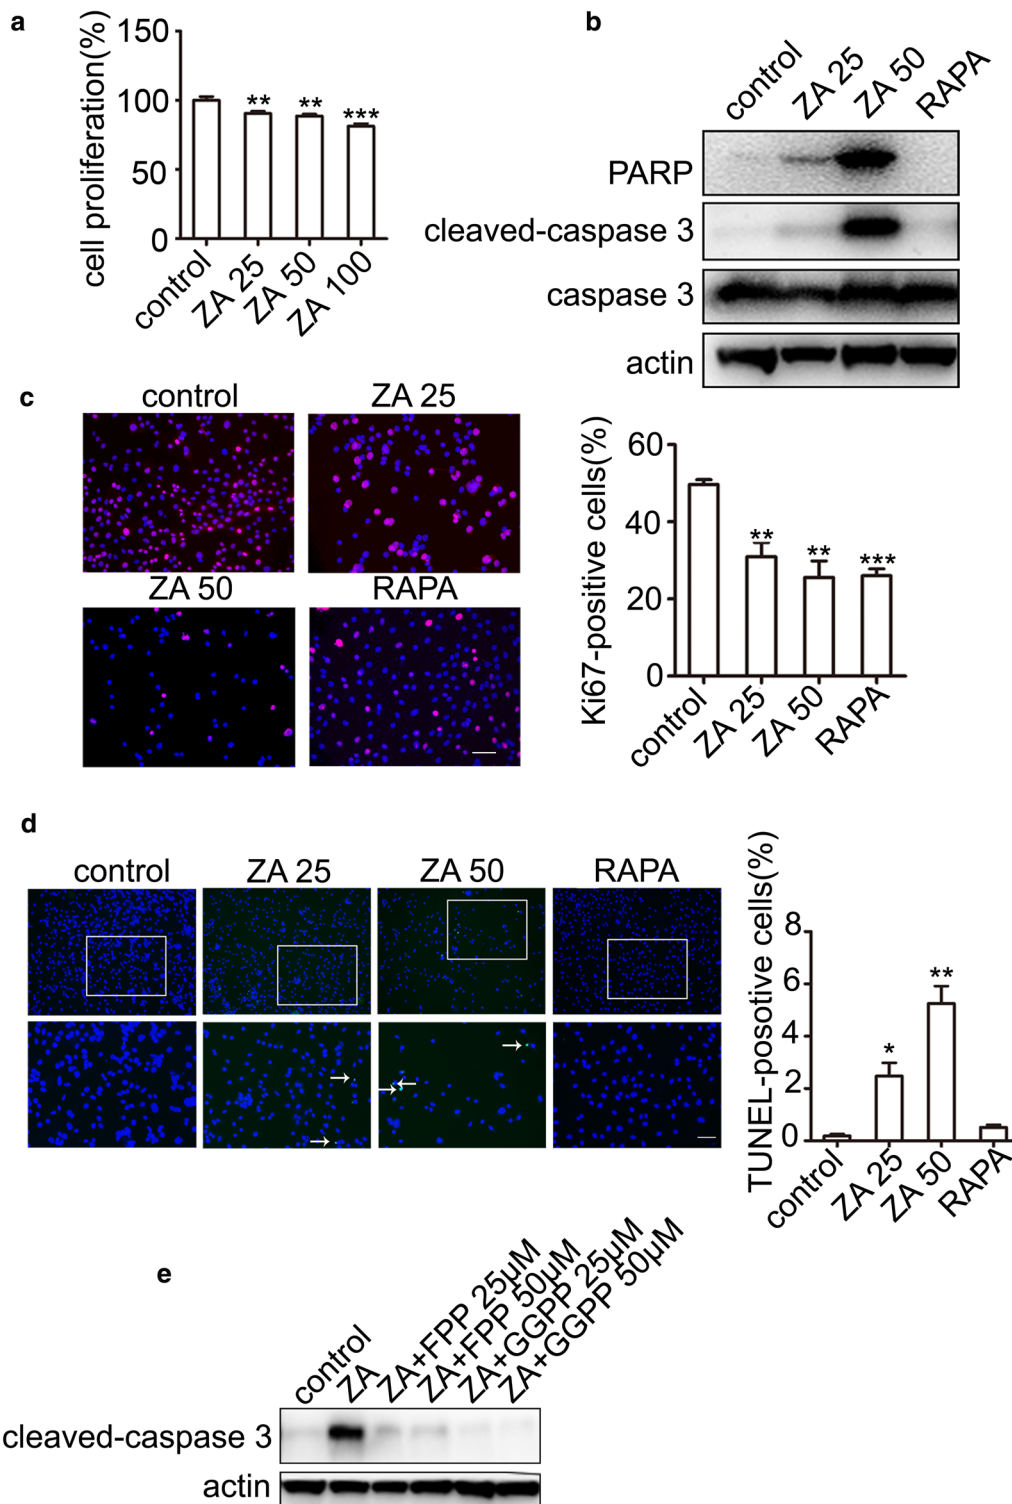 a
cell proliferation(%)
150
100
50
0
** ** ***
control ZA 25 ZA 50 ZA 100
b
control ZA 25 ZA 50 RAPA
PARP
cleaved-caspase 3
caspase 3
actin
c
control ZA 25
ZA 50 RAPA
Ki67-positive cells(%)
60
40
20
0
** ** ***
control ZA 25 ZA 50 RAPA
d
control ZA 25 ZA 50 RAPA
TUNEL-posotive cells(%)
8
6
4
2
0
* **
control ZA 25 ZA 50 RAPA
e
control ZA ZA+FPP 25μM ZA+FPP 50μM ZA+GGPP 25μM ZA+GGPP 50μM
cleaved-caspase 3
actin